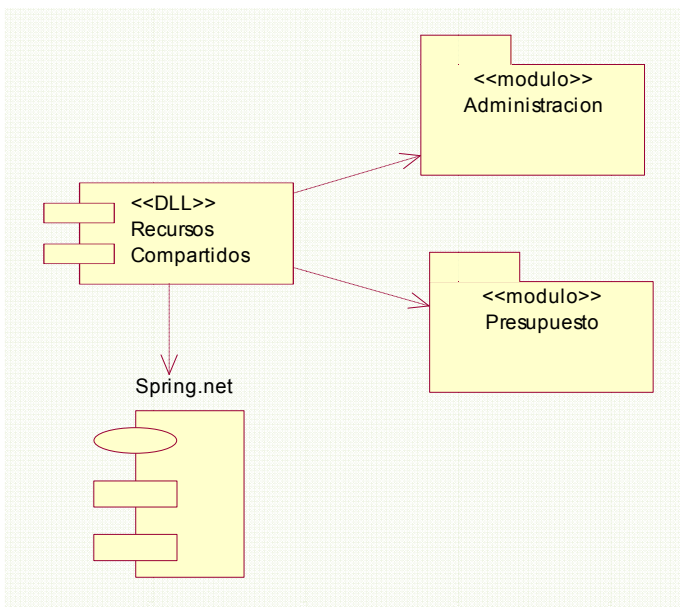 <<modulo>>
Administracion
<<DLL>>
Recursos
Compartidos
<<modulo>>
Presupuesto
Spring.net